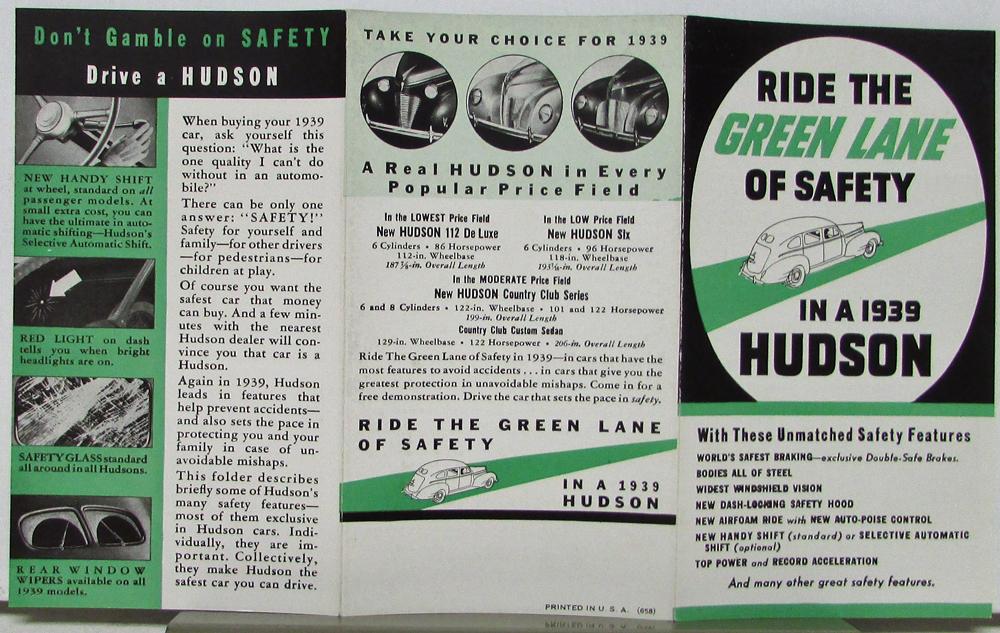 Don't Gamble on SAFETY
Drive a HUDSON
NEW HANDY SHIFT
at wheel, standard on all
passenger models. At
small extra cost, you can
have the ultimate in auto-
matic shifting—Hudson's
Selective Automatic Shift.
RED LIGHT on dash
tells you when bright
headlights are on.
SAFETY GLASS standard
all around in all Hudsons.
REAR WINDOW
WIPERS available on all
1939 models.
When buying your 1939
car, ask yourself this
question: "What is the
one quality I can't do
without in an automo-
bile?"
There can be only one
answer: "SAFETY!"
Safety for yourself and
family—for other drivers
—for pedestrians—for
children at play.
Of course you want the
safest car that money
can buy. And a few min-
utes with the nearest
Hudson dealer will con-
vince you that car is a
Hudson.
Again in 1939, Hudson
leads in features that
help prevent accidents—
and also sets the pace in
protecting you and your
family in case of un-
avoidable mishaps.
This folder describes
briefly some of Hudson's
many safety features—
most of them exclusive
in Hudson cars. Indi-
vidually, they are im-
portant. Collectively,
they make Hudson the
safest car you can drive.
TAKE YOUR CHOICE FOR 1939
A Real HUDSON in Every
Popular Price Field
In the LOWEST Price Field
New HUDSON 112 De Luxe
6 Cylinders • 86 Horsepower
112-in. Wheelbase
In the LOW Price Field
New HUDSON Six
6 Cylinders • 96 Horsepower
118-in. Wheelbase
In the MODERATE Price Field
New HUDSON Country Club Series
6 and 8 Cylinders • 122-in. Wheelbase • 101 and 122 Horsepower
199-in. Overall Length
Country Club Custom Sedan
129-in. Wheelbase • 122 Horsepower • 206-in. Overall Length
Ride The Green Lane of Safety in 1939—in cars that have the
most features to avoid accidents . . . in cars that give you the
greatest protection in unavoidable mishaps. Come in for a
free demonstration. Drive the car that sets the pace in safety.
RIDE THE GREEN LANE
OF SAFETY
IN A 1939
HUDSON
PRINTED IN U. S. A. (658)
RIDE THE
GREEN LANE
OF SAFETY
IN A 1939
HUDSON
With These Unmatched Safety Features
WORLD'S SAFEST BRAKING—exclusive Double-Safe Brakes.
BODIES ALL OF STEEL
WIDEST WINDSHIELD VISION
NEW DASH-LOCKING SAFETY HOOD
NEW AIRFOAM RIDE with NEW AUTO-POISE CONTROL
NEW HANDY SHIFT (standard) or SELECTIVE AUTOMATIC
SHIFT (optional)
TOP POWER and RECORD ACCELERATION
And many other great safety features.